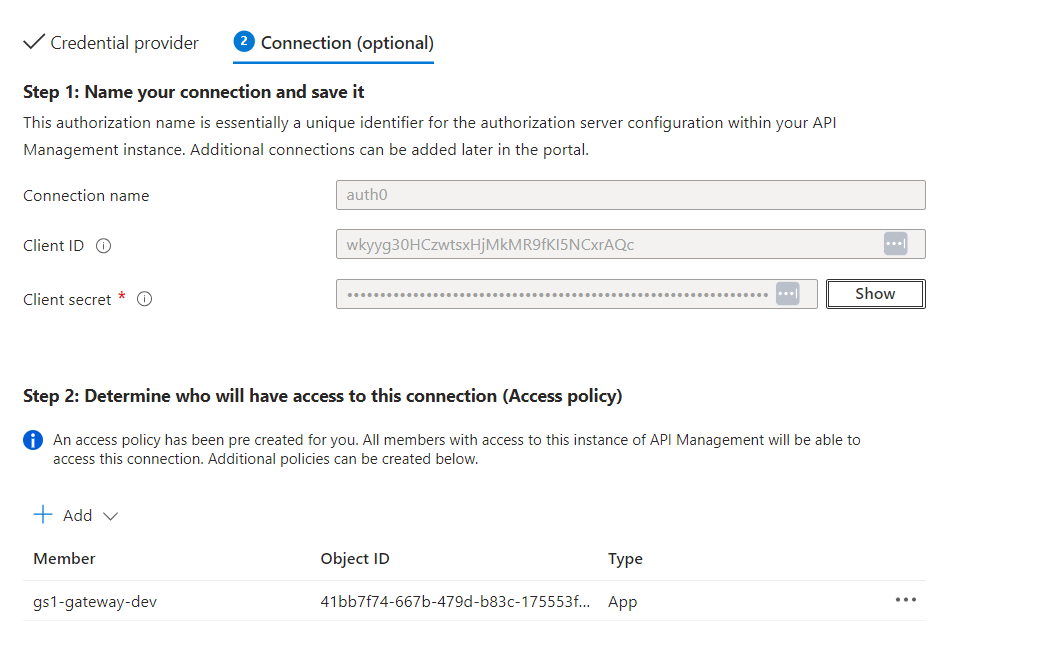 Credential provider
2 Connection (optional)
Step 1: Name your connection and save it
This authorization name is essentially a unique identifier for the authorization server configuration within your API
Management instance. Additional connections can be added later in the portal.
Connection name
auth0
Client ID
wkyyg30HCzwtsxHjMkMR9fKI5NCxrAQc
Client secret *
Show
Step 2: Determine who will have access to this connection (Access policy)
An access policy has been pre created for you. All members with access to this instance of API Management will be able to
access this connection. Additional policies can be created below.
Add
Member Object ID Type
gs1-gateway-dev 41bb7f74-667b-479d-b83c-175553f... App